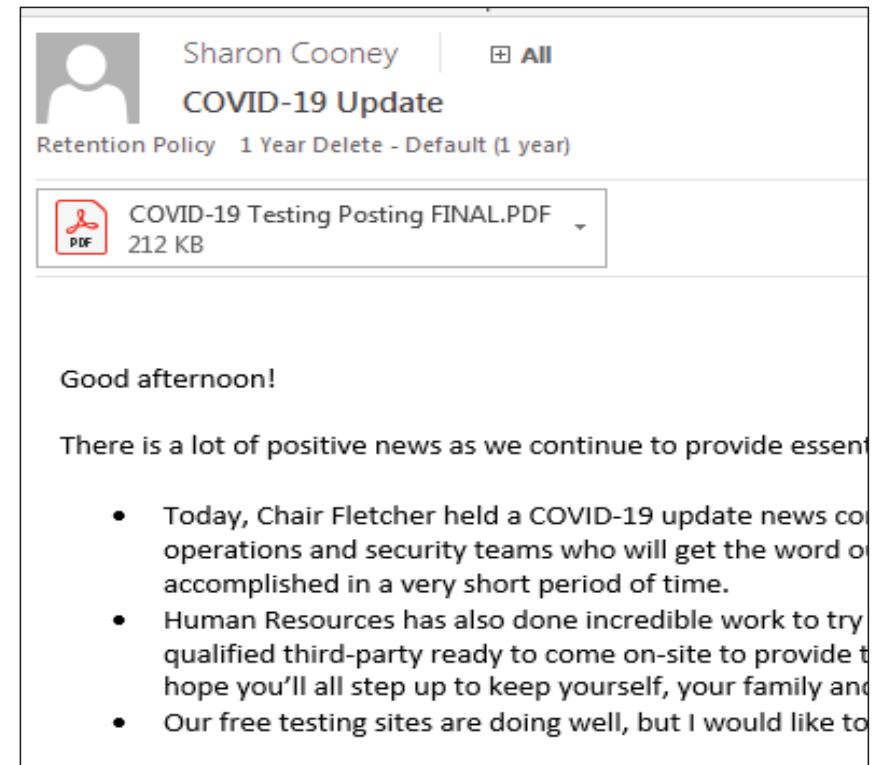 Sharon Cooney All
COVID-19 Update
Retention Policy 1 Year Delete - Default (1 year)
COVID-19 Testing Posting FINAL.PDF
PDF
212 KB
Good afternoon!
There is a lot of positive news as we continue to provide essent
• Today, Chair Fletcher held a COVID-19 update news co
operations and security teams who will get the word o
accomplished in a very short period of time.
• Human Resources has also done incredible work to try
qualified third-party ready to come on-site to provide t
hope you’ll all step up to keep yourself, your family and
• Our free testing sites are doing well, but I would like to